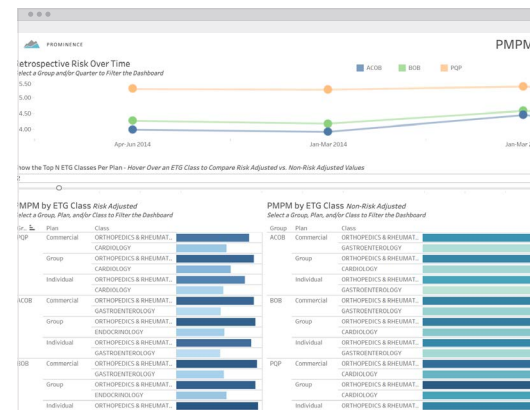 PROMINENCE
PMPM
etrospective Risk Over Time
elect a Group and/or Quarter to Filter the Dashboard
ACOB BOB PQP
5.50
5.00
4.50
4.00
Apr-Jun 2014 Jan-Mar 2014 Jan-Mar
how the Top N ETG Classes Per Plan - Hover Over an ETG Class to Compare Risk Adjusted vs. Non-Risk Adjusted Values
2
PMPM by ETG Class Risk Adjusted
elect a Group, Plan, and/or Class to Filter the Dashboard
Gr.. Plan Class
PQP Commercial ORTHOPEDICS & RHEUMAT..
CARDIOLOGY
Group ORTHOPEDICS & RHEUMAT..
CARDIOLOGY
Individual ORTHOPEDICS & RHEUMAT..
CARDIOLOGY
ACOB Commercial ORTHOPEDICS & RHEUMAT..
GASTROENTEROLOGY
Group ORTHOPEDICS & RHEUMAT..
ENDOCRINOLOGY
Individual ORTHOPEDICS & RHEUMAT..
GASTROENTEROLOGY
BOB Commercial ORTHOPEDICS & RHEUMAT..
GASTROENTEROLOGY
Group ORTHOPEDICS & RHEUMAT..
ENDOCRINOLOGY
Individual ORTHOPEDICS & RHEUMAT..
PMPM by ETG Class Non-Risk Adjusted
Select a Group, Plan, and/or Class to Filter the Dashboard
Group Plan Class
ACOB Commercial ORTHOPEDICS & RHEUMAT..
GASTROENTEROLOGY
Group ORTHOPEDICS & RHEUMAT..
CARDIOLOGY
Individual ORTHOPEDICS & RHEUMAT..
GASTROENTEROLOGY
BOB Commercial ORTHOPEDICS & RHEUMAT..
GASTROENTEROLOGY
Group ORTHOPEDICS & RHEUMAT..
CARDIOLOGY
Individual ORTHOPEDICS & RHEUMAT..
GASTROENTEROLOGY
PQP Commercial ORTHOPEDICS & RHEUMAT..
CARDIOLOGY
Group ORTHOPEDICS & RHEUMAT..
CARDIOLOGY
Individual ORTHOPEDICS & RHEUMAT..